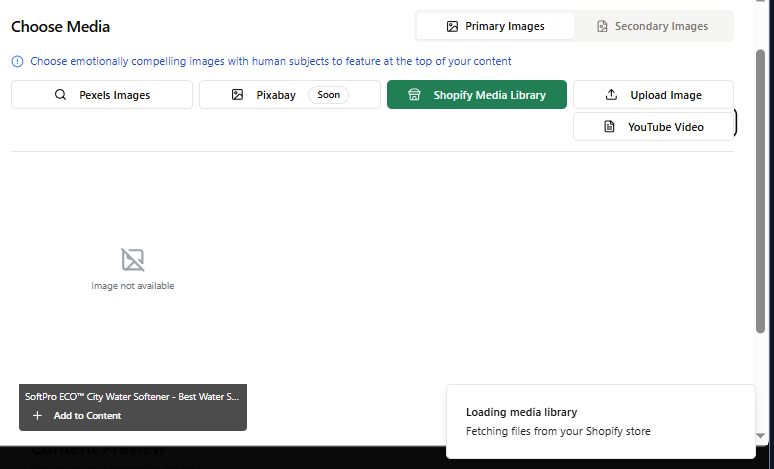 Choose Media
Primary Images
Secondary Images
Choose emotionally compelling images with human subjects to feature at the top of your content
Pexels Images
Pixabay
Soon
Shopify Media Library
Upload Image
YouTube Video
Image not available
SoftPro ECO™ City Water Softener - Best Water S...
Add to Content
Loading media library
Fetching files from your Shopify store
Content Preview